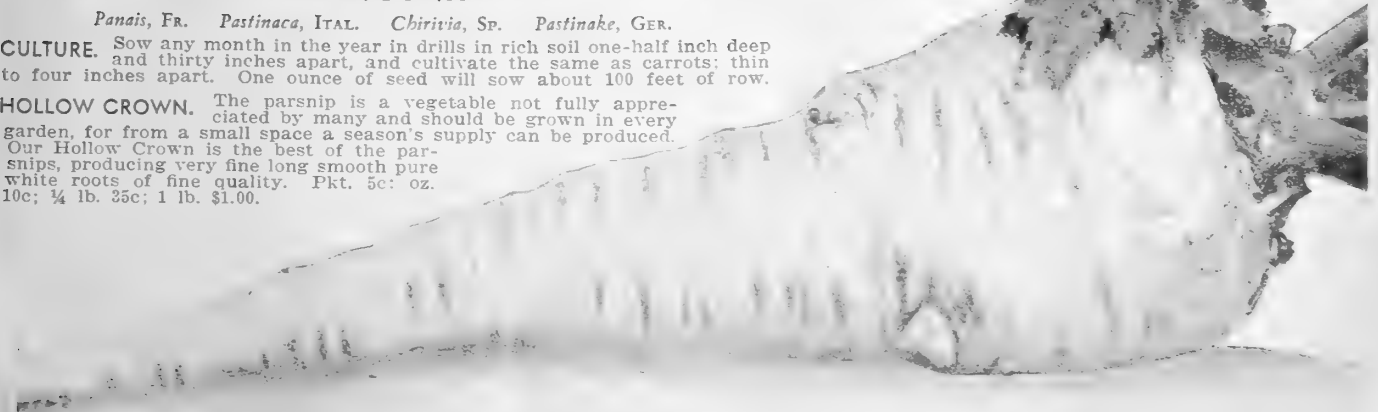 Panais, FR. Pastinaca, ITAL. Chirivia, SP. Pastinake, GER.
CULTURE. Sow any month in the year in drills in rich soil one-half inch deep
and thirty inches apart, and cultivate the same as carrots; thin
to four inches apart. One ounce of seed will sow about 100 feet of row.
HOLLOW CROWN. The parsnip is a vegetable not fully appre-
ciated by many and should be grown in every
garden, for from a small space a season's supply can be produced.
Our Hollow Crown is the best of the par-
snips, producing very fine long smooth pure
white roots of fine quality. Pkt. 5c; oz.
10c; ¼ lb. 35c; 1 lb. $1.00.